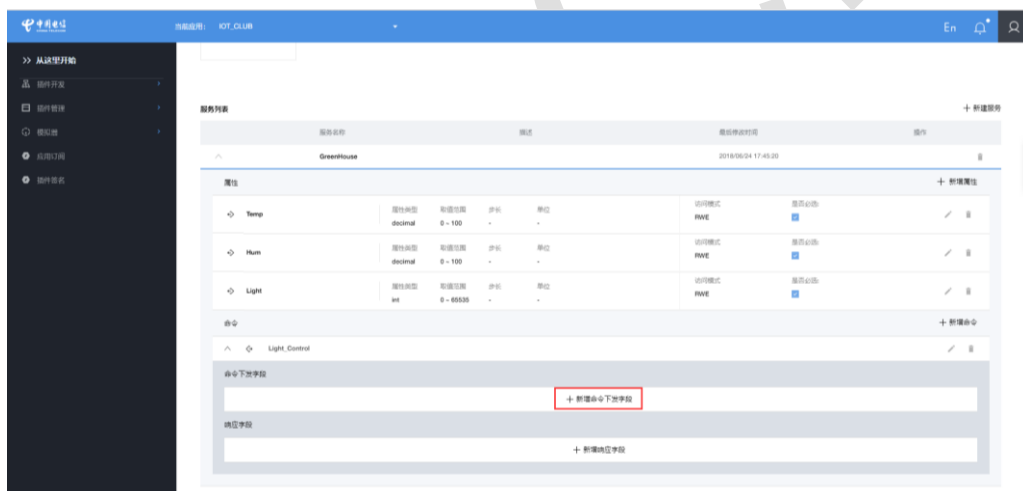 中国电信
当前应用： IOT_CLUB
En
>> 从这里开始
插件开发
插件管理
模拟器
应用订阅
插件签名
服务列表
＋ 新建服务
服务名称 描述 最后修改时间 操作
GreenHouse 2018/06/24 17:45:20
属性 ＋ 新增属性
属性类型 取值范围 步长 单位 访问模式 是否必选:
Temp decimal 0 ~ 100 - - RWE
属性类型 取值范围 步长 单位 访问模式 是否必选:
Hum decimal 0 ~ 100 - - RWE
属性类型 取值范围 步长 单位 访问模式 是否必选:
Light int 0 ~ 65535 - - RWE
命令 ＋ 新增命令
Light_Control
命令下发字段
＋ 新增命令下发字段
响应字段
＋ 新增响应字段